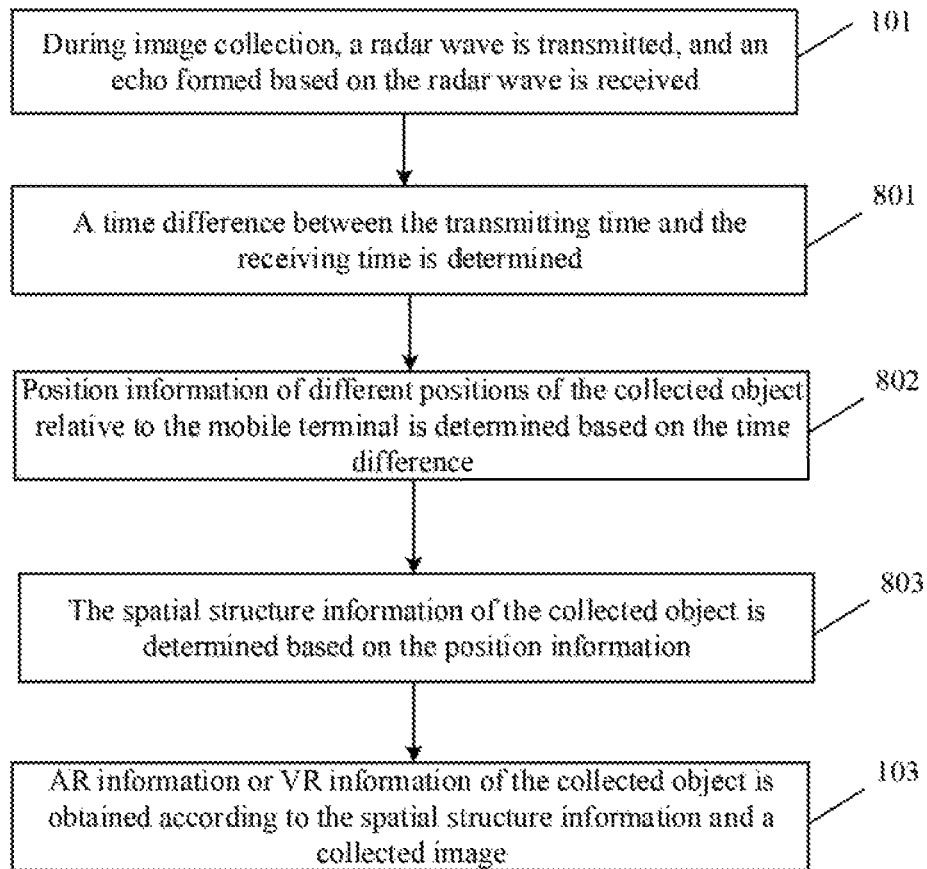 101
During image collection, a radar wave is transmitted, and an
echo formed based on the radar wave is received
801
A time difference between the transmitting time and the
receiving time is determined
802
Position information of different positions of the collected object
relative to the mobile terminal is determined based on the time
difference
803
The spatial structure information of the collected object is
determined based on the position information
103
AR information or VR information of the collected object is
obtained according to the spatial structure information and a
collected image